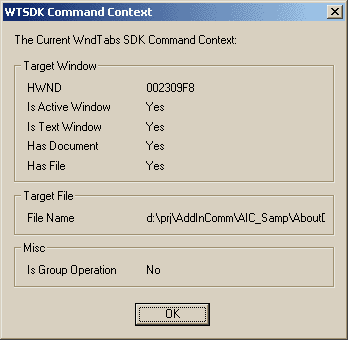 WTSDK Command Context
The Current WndTabs SDK Command Context:
Target Window
HWND 002309F8
Is Active Window Yes
Is Text Window Yes
Has Document Yes
Has File Yes
Target File
File Name d:\prj\AddInComm\AIC_Samp\About
Misc
Is Group Operation No
OK